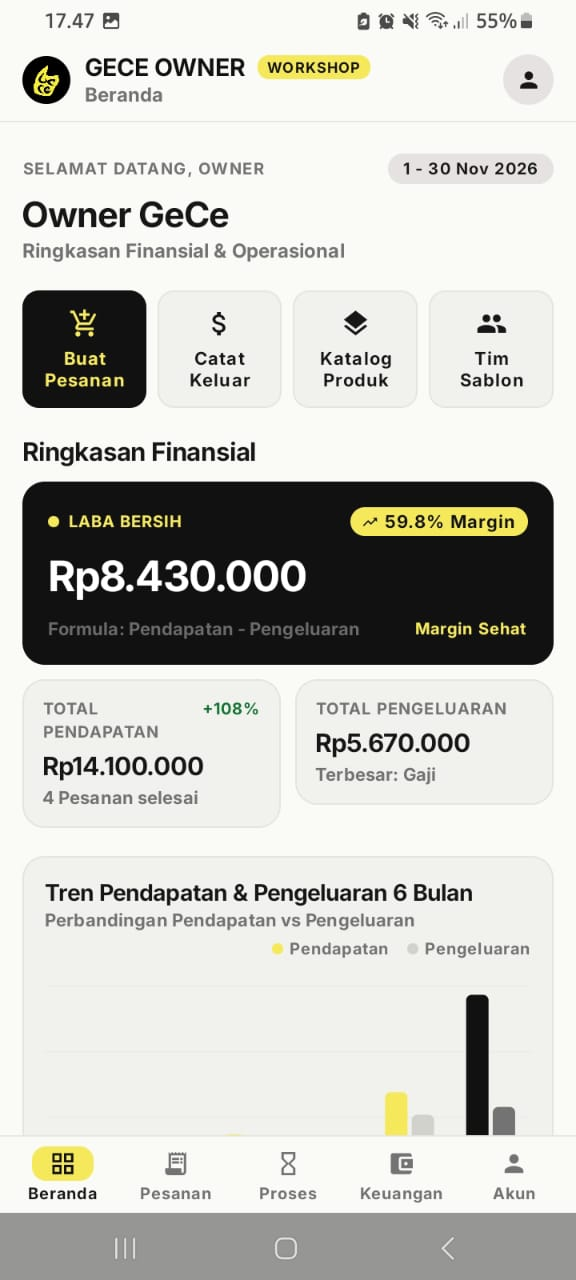 17.47
55%
GECE OWNER
WORKSHOP
Beranda
SELAMAT DATANG, OWNER
1 - 30 Nov 2026
Owner GeCe
Ringkasan Finansial & Operasional
Buat
Pesanan
Catat
Keluar
Katalog
Produk
Tim
Sablon
Ringkasan Finansial
LABA BERSIH
59.8% Margin
Rp8.430.000
Formula: Pendapatan - Pengeluaran
Margin Sehat
TOTAL
PENDAPATAN
+108%
Rp14.100.000
4 Pesanan selesai
TOTAL PENGELUARAN
Rp5.670.000
Terbesar: Gaji
Tren Pendapatan & Pengeluaran 6 Bulan
Perbandingan Pendapatan vs Pengeluaran
Pendapatan
Pengeluaran
Beranda
Pesanan
Proses
Keuangan
Akun